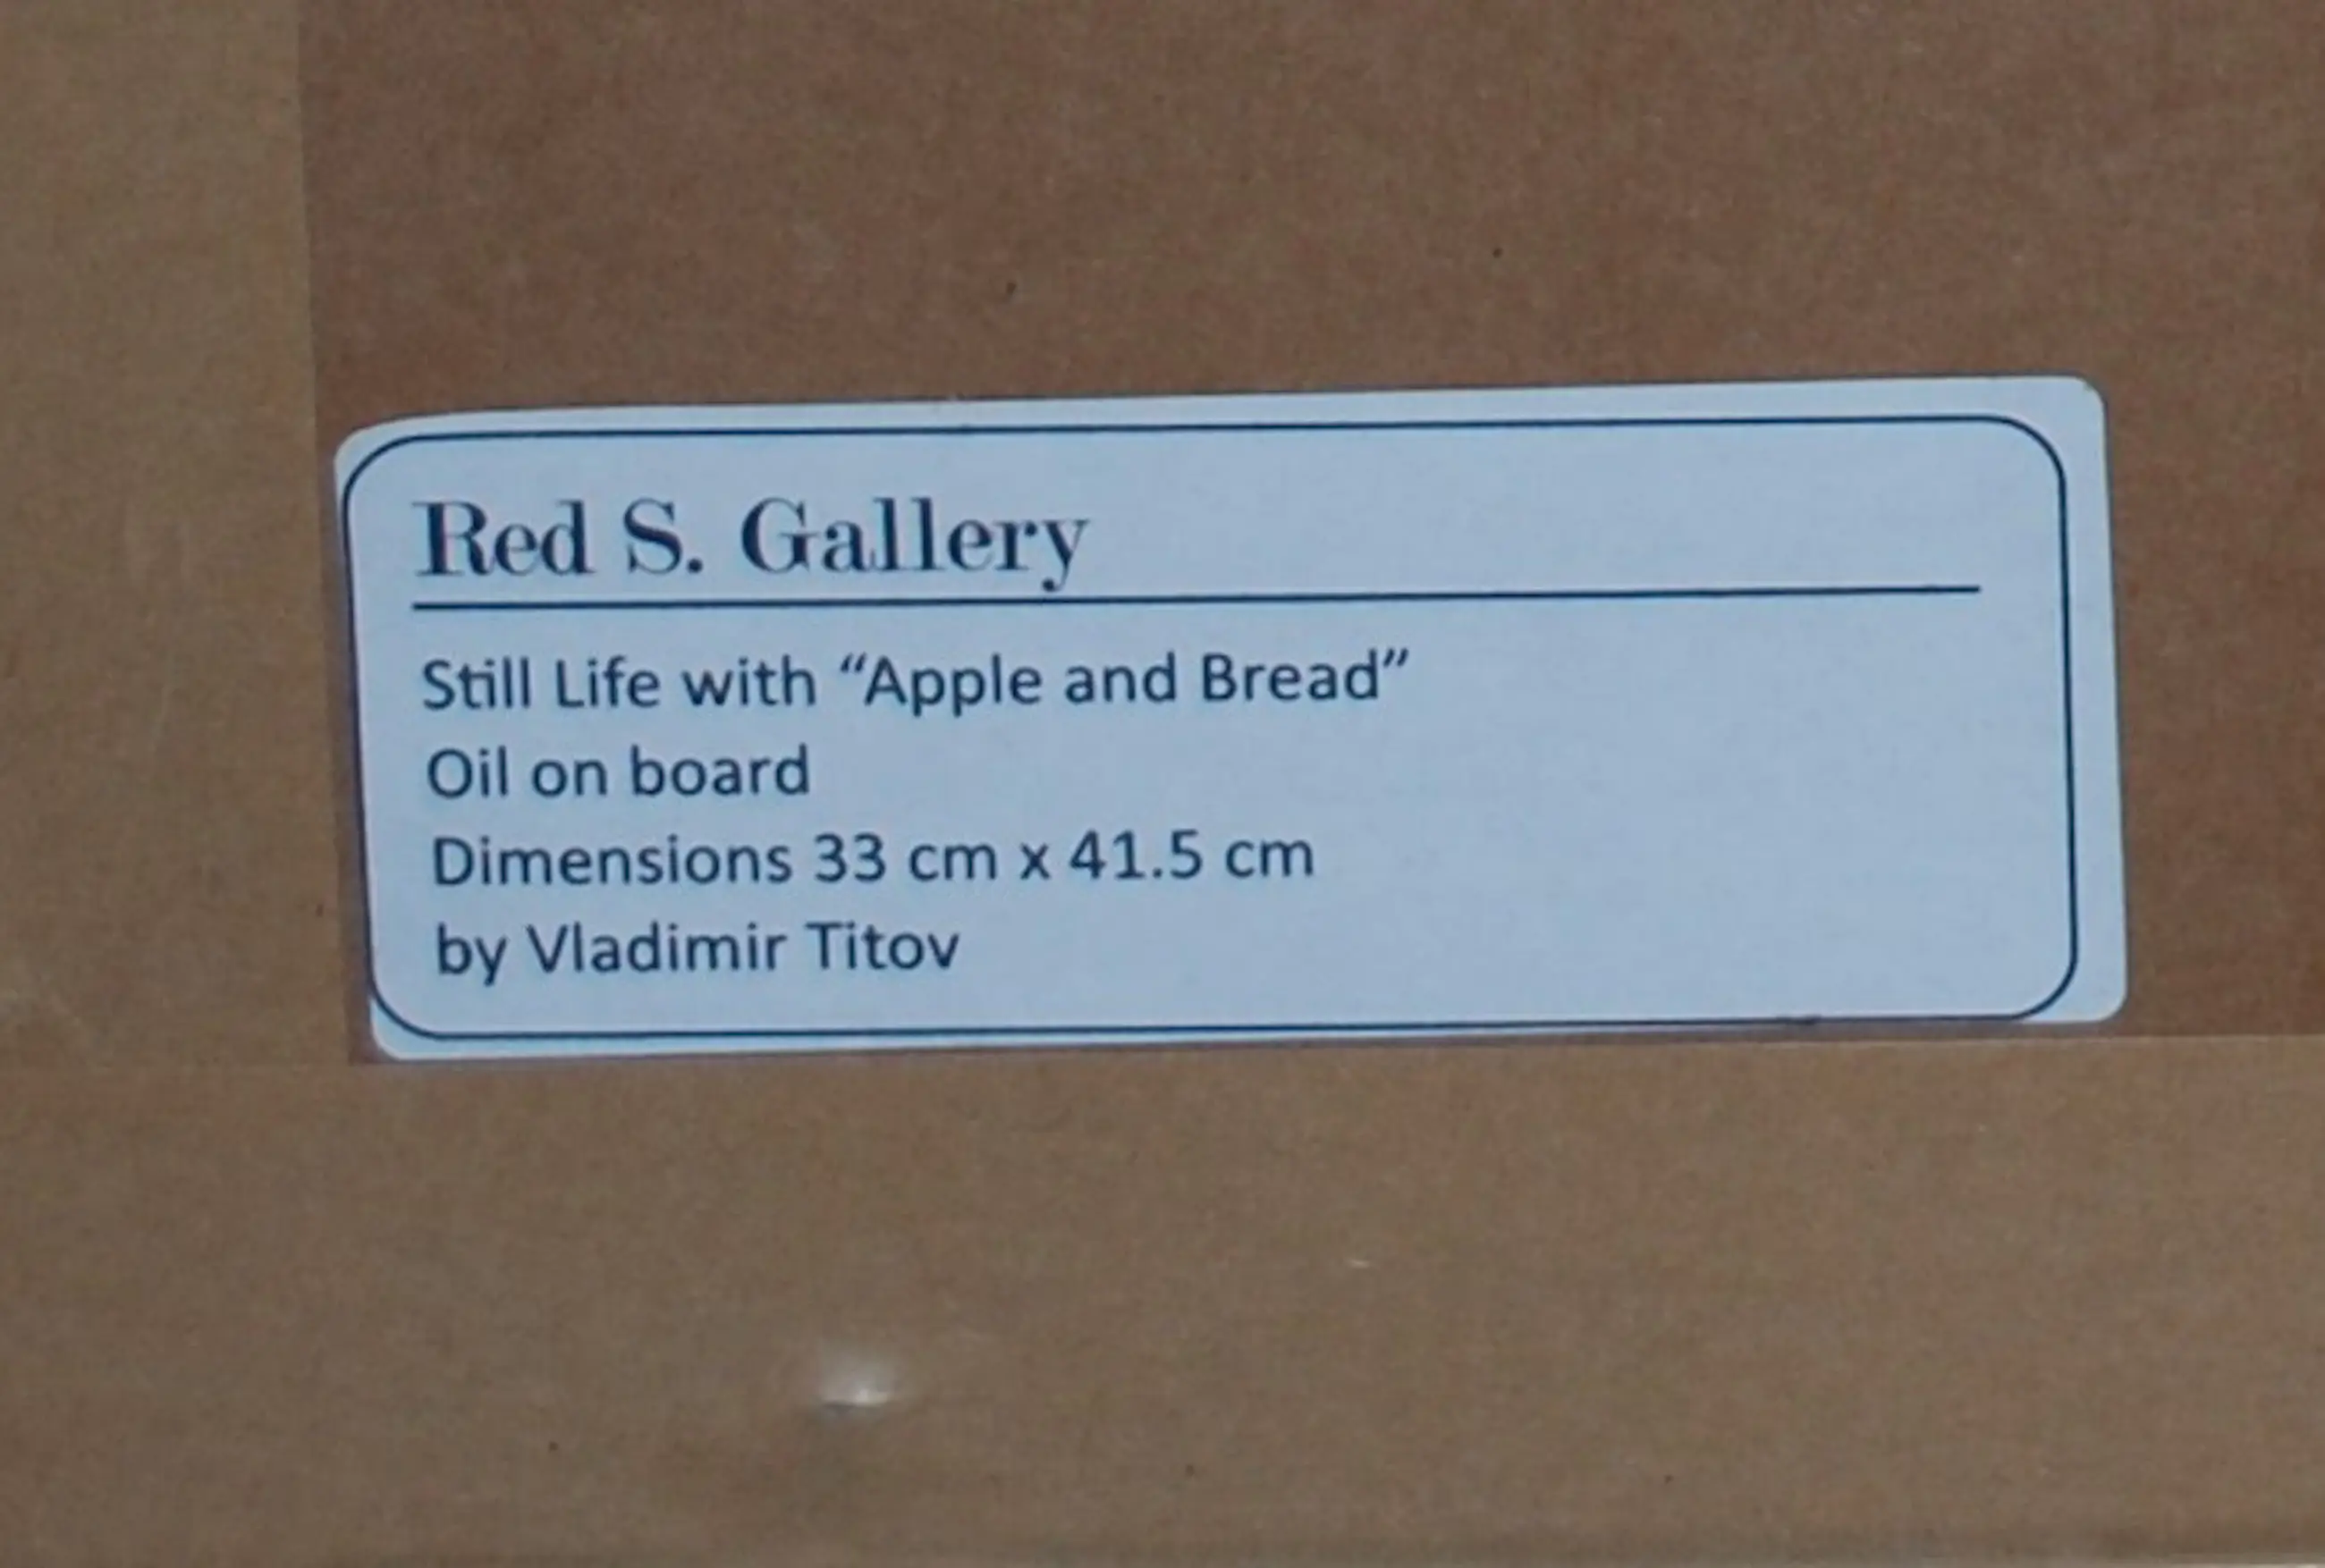 Red S. Gallery
Still Life with “Apple and Bread”
Oil on board
Dimensions 33 cm x 41.5 cm
by Vladimir Titov